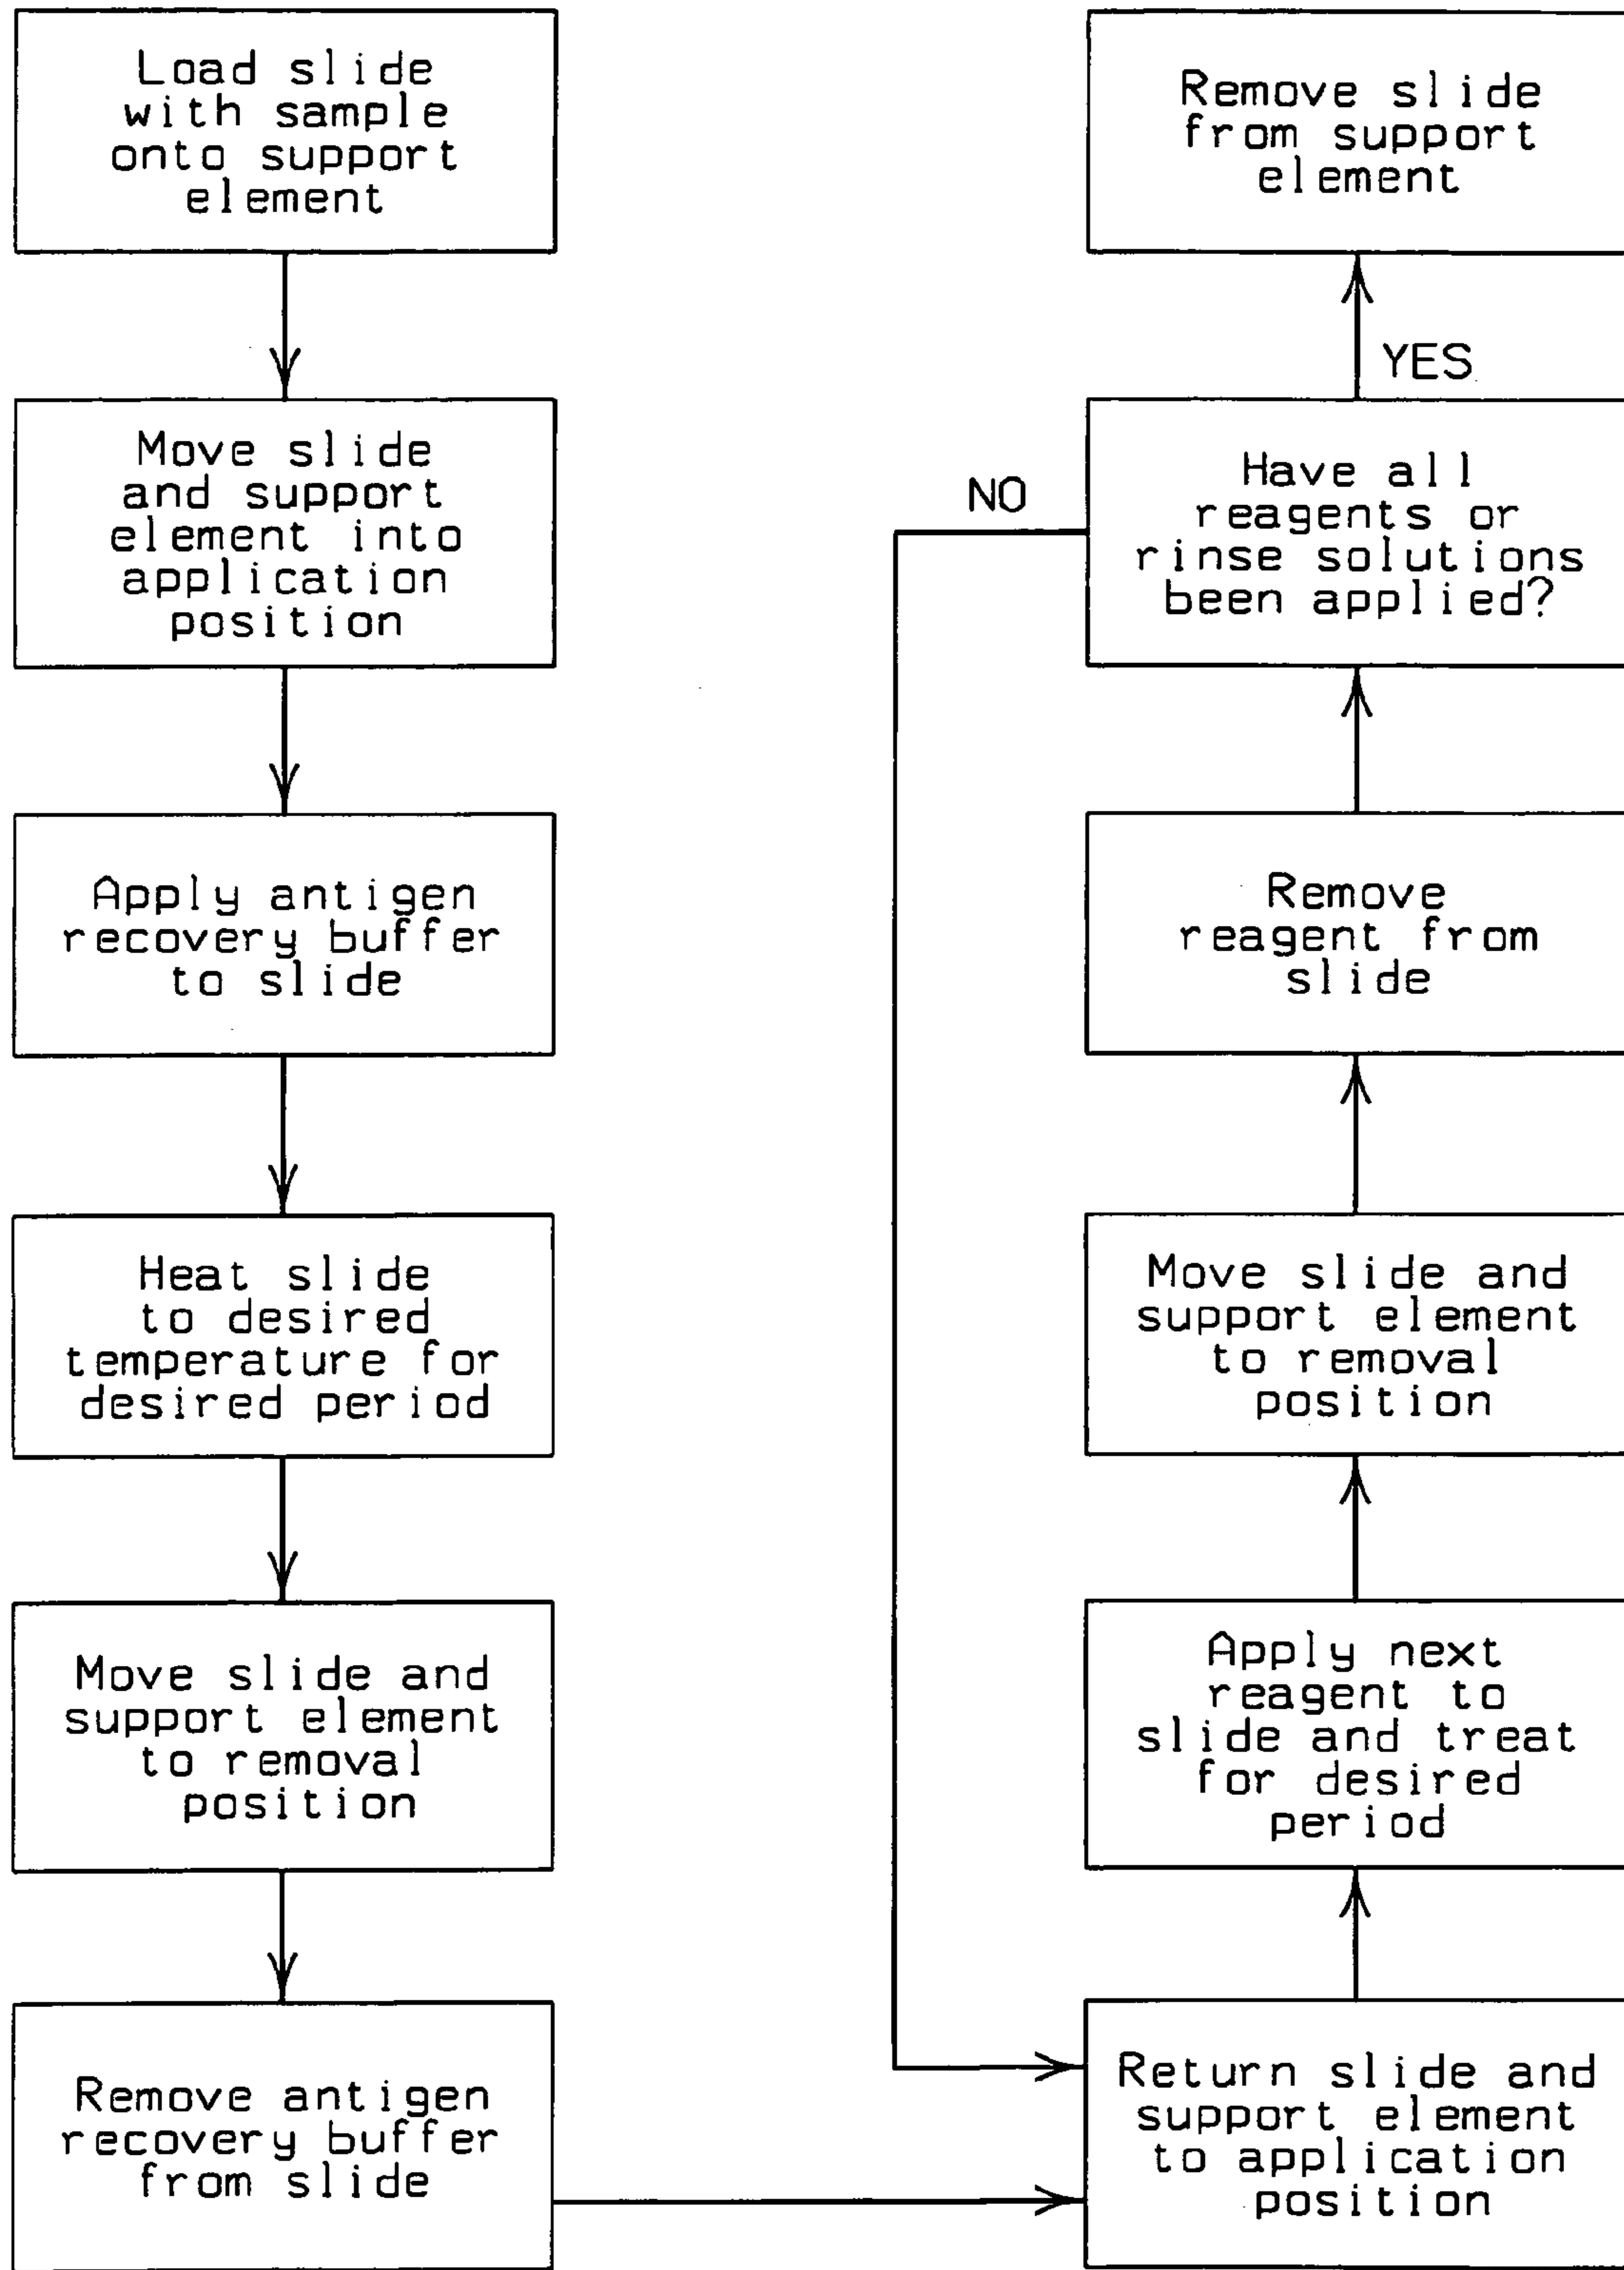 Load slide
with sample
onto support
element
Move slide
and support
element into
application
position
Apply antigen
recovery buffer
to slide
Heat slide
to desired
temperature for
desired period
Move slide and
support element
to removal
position
Remove antigen
recovery buffer
from slide
Return slide and
support element
to application
position
Apply next
reagent to
slide and treat
for desired
period
Move slide and
support element
to removal
position
Remove
reagent from
slide
Have all
reagents or
rinse solutions
been applied?
NO
YES
Remove slide
from support
element